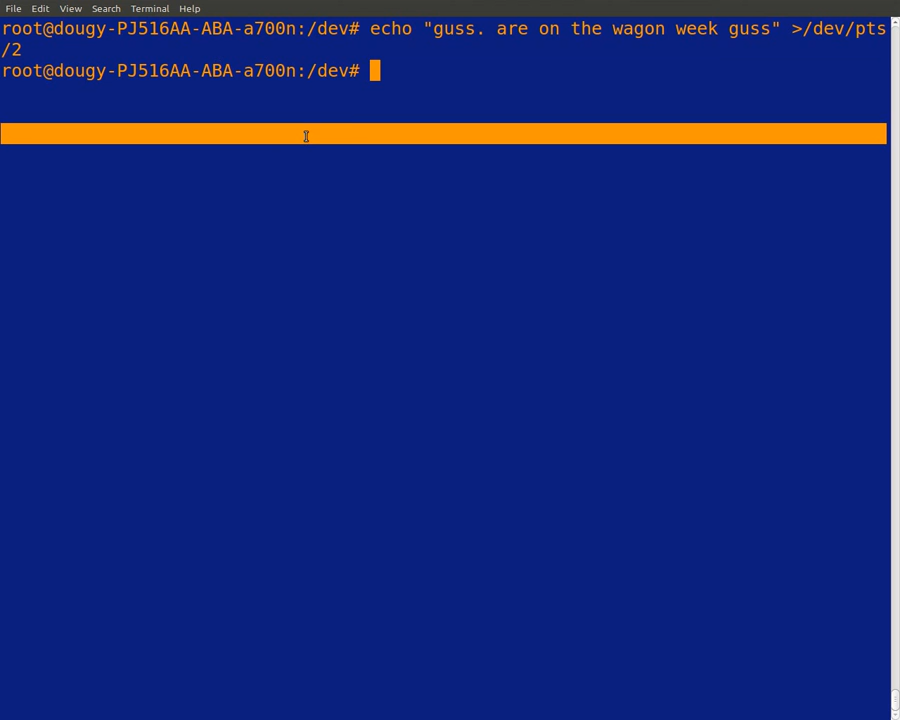 File Edit View Search Terminal Help
root@dougy-PJ516AA-ABA-a700n:/dev# echo "guss. are on the wagon week guss" >/dev/pts
/2
root@dougy-PJ516AA-ABA-a700n:/dev#